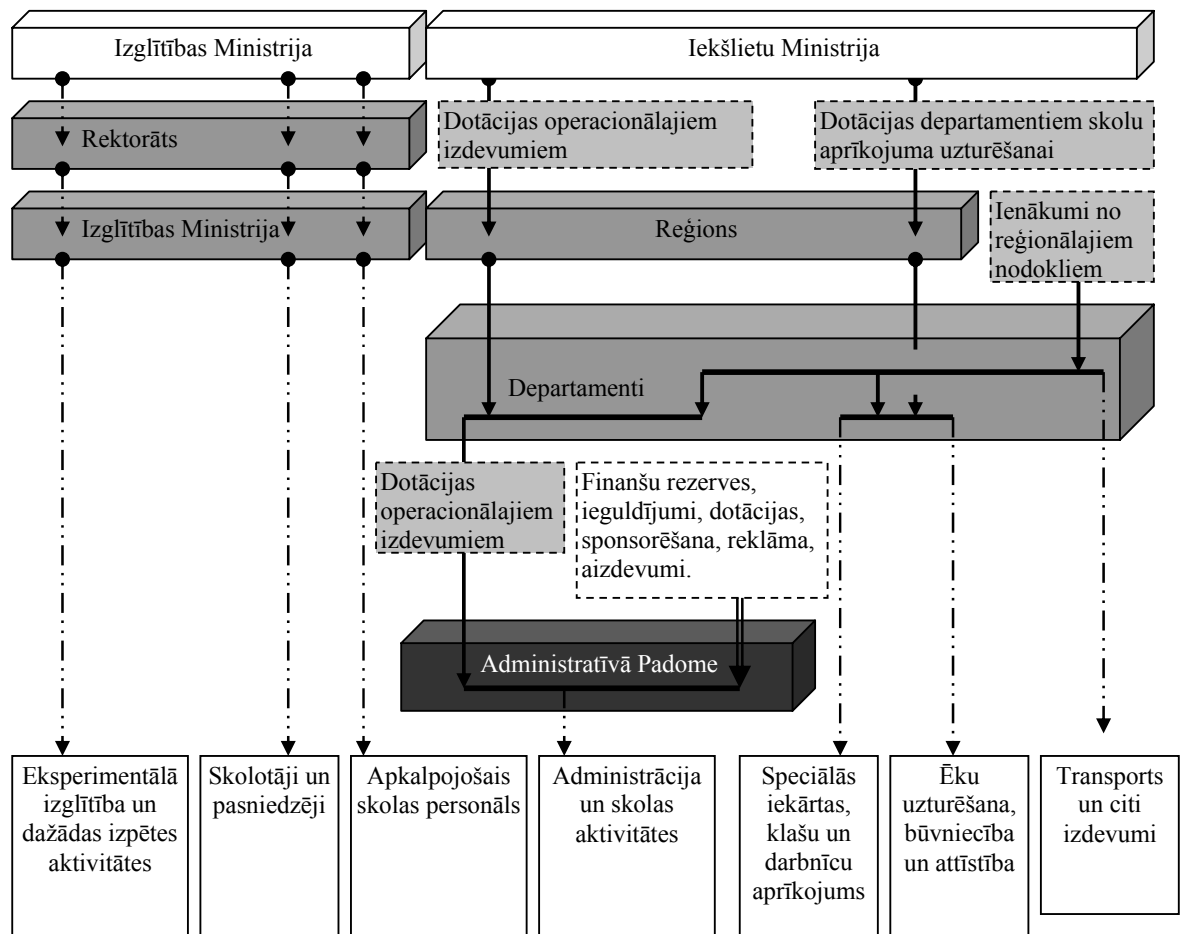 Izglītības Ministrija
Iekšlietu Ministrija
Rektorāts
Dotācijas operacionālajiem
izdevumiem
Dotācijas departamentiem skolu
aprīkojuma uzturēšanai
Izglītības Ministrija
Reģions
Ienākumi no
reģionālajiem
nodokliem
Departamenti
Dotācijas
operacionālajiem
izdevumiem
Finanšu rezerves,
ieguldījumi, dotācijas,
sponsorēšana, reklāma,
aizdevumi.
Administratīvā Padome
Eksperimentālā
izglītība un
dažādas izpētes
aktivitātes
Skolotāji un
pasniedzēji
Apkalpojošais
skolas personāls
Administrācija
un skolas
aktivitātes
Speciālās
iekārtas,
klašu un
darbnīcu
aprīkojums
Ēku
uzturēšana,
būvniecība
un attīstība
Transports
un citi
izdevumi